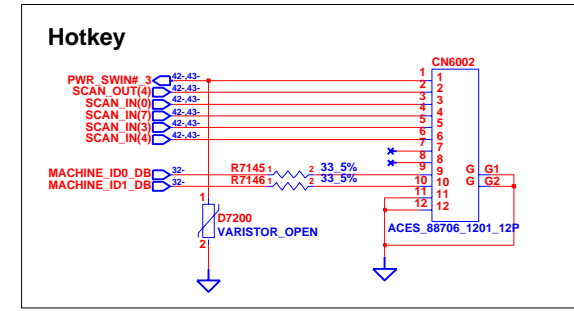 Hotkey
CN6002
PWR_SWIN#_3 42-,43- 1 1
SCAN_OUT(4) 42-,43- 2 2
SCAN_IN(0) 42-,43- 3 3
SCAN_IN(7) 42-,43- 4 4
SCAN_IN(3) 42-,43- 5 5
SCAN_IN(4) 42-,43- 6 6
7 7
8 8
MACHINE_ID0_DB 32- R7145 1 2 33_5% 9 9 G G1
MACHINE_ID1_DB 32- R7146 1 2 33_5% 10 10 G G2
11 11
12 12
1
D7200
VARISTOR_OPEN
2
ACES_88706_1201_12P